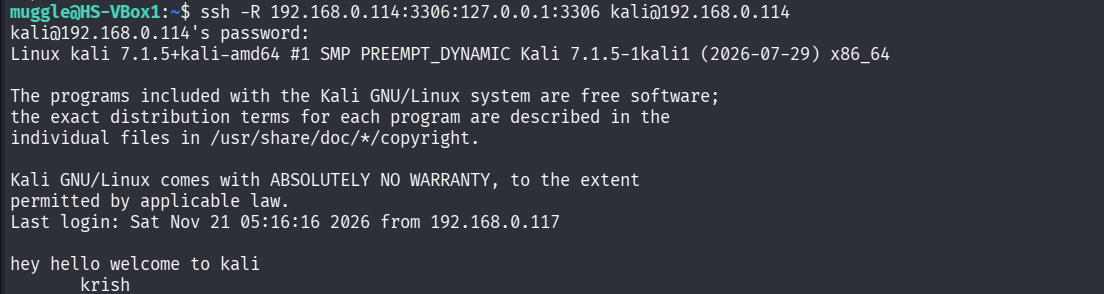 muggle@HS-VBox1:~$ ssh -R 192.168.0.114:3306:127.0.0.1:3306 kali@192.168.0.114
kali@192.168.0.114's password:
Linux kali 7.1.5+kali-amd64 #1 SMP PREEMPT_DYNAMIC Kali 7.1.5-1kali1 (2026-07-29) x86_64
The programs included with the Kali GNU/Linux system are free software;
the exact distribution terms for each program are described in the
individual files in /usr/share/doc/*/copyright.
Kali GNU/Linux comes with ABSOLUTELY NO WARRANTY, to the extent
permitted by applicable law.
Last login: Sat Nov 21 05:16:16 2026 from 192.168.0.117
hey hello welcome to kali
krish